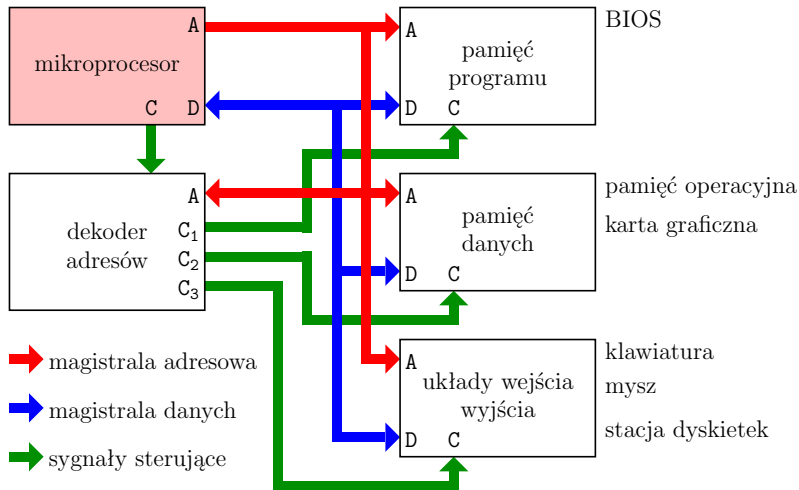 A
mikroprocesor
C D
A
pamięć
programu
D C
BIOS
A
dekoder
adresów
C1
C2
C3
A
pamięć
danych
D C
pamięć operacyjna
karta graficzna
A
układy wejścia
wyjścia
D C
klawiatura
mysz
stacja dyskietek
magistrala adresowa
magistrala danych
sygnały sterujące